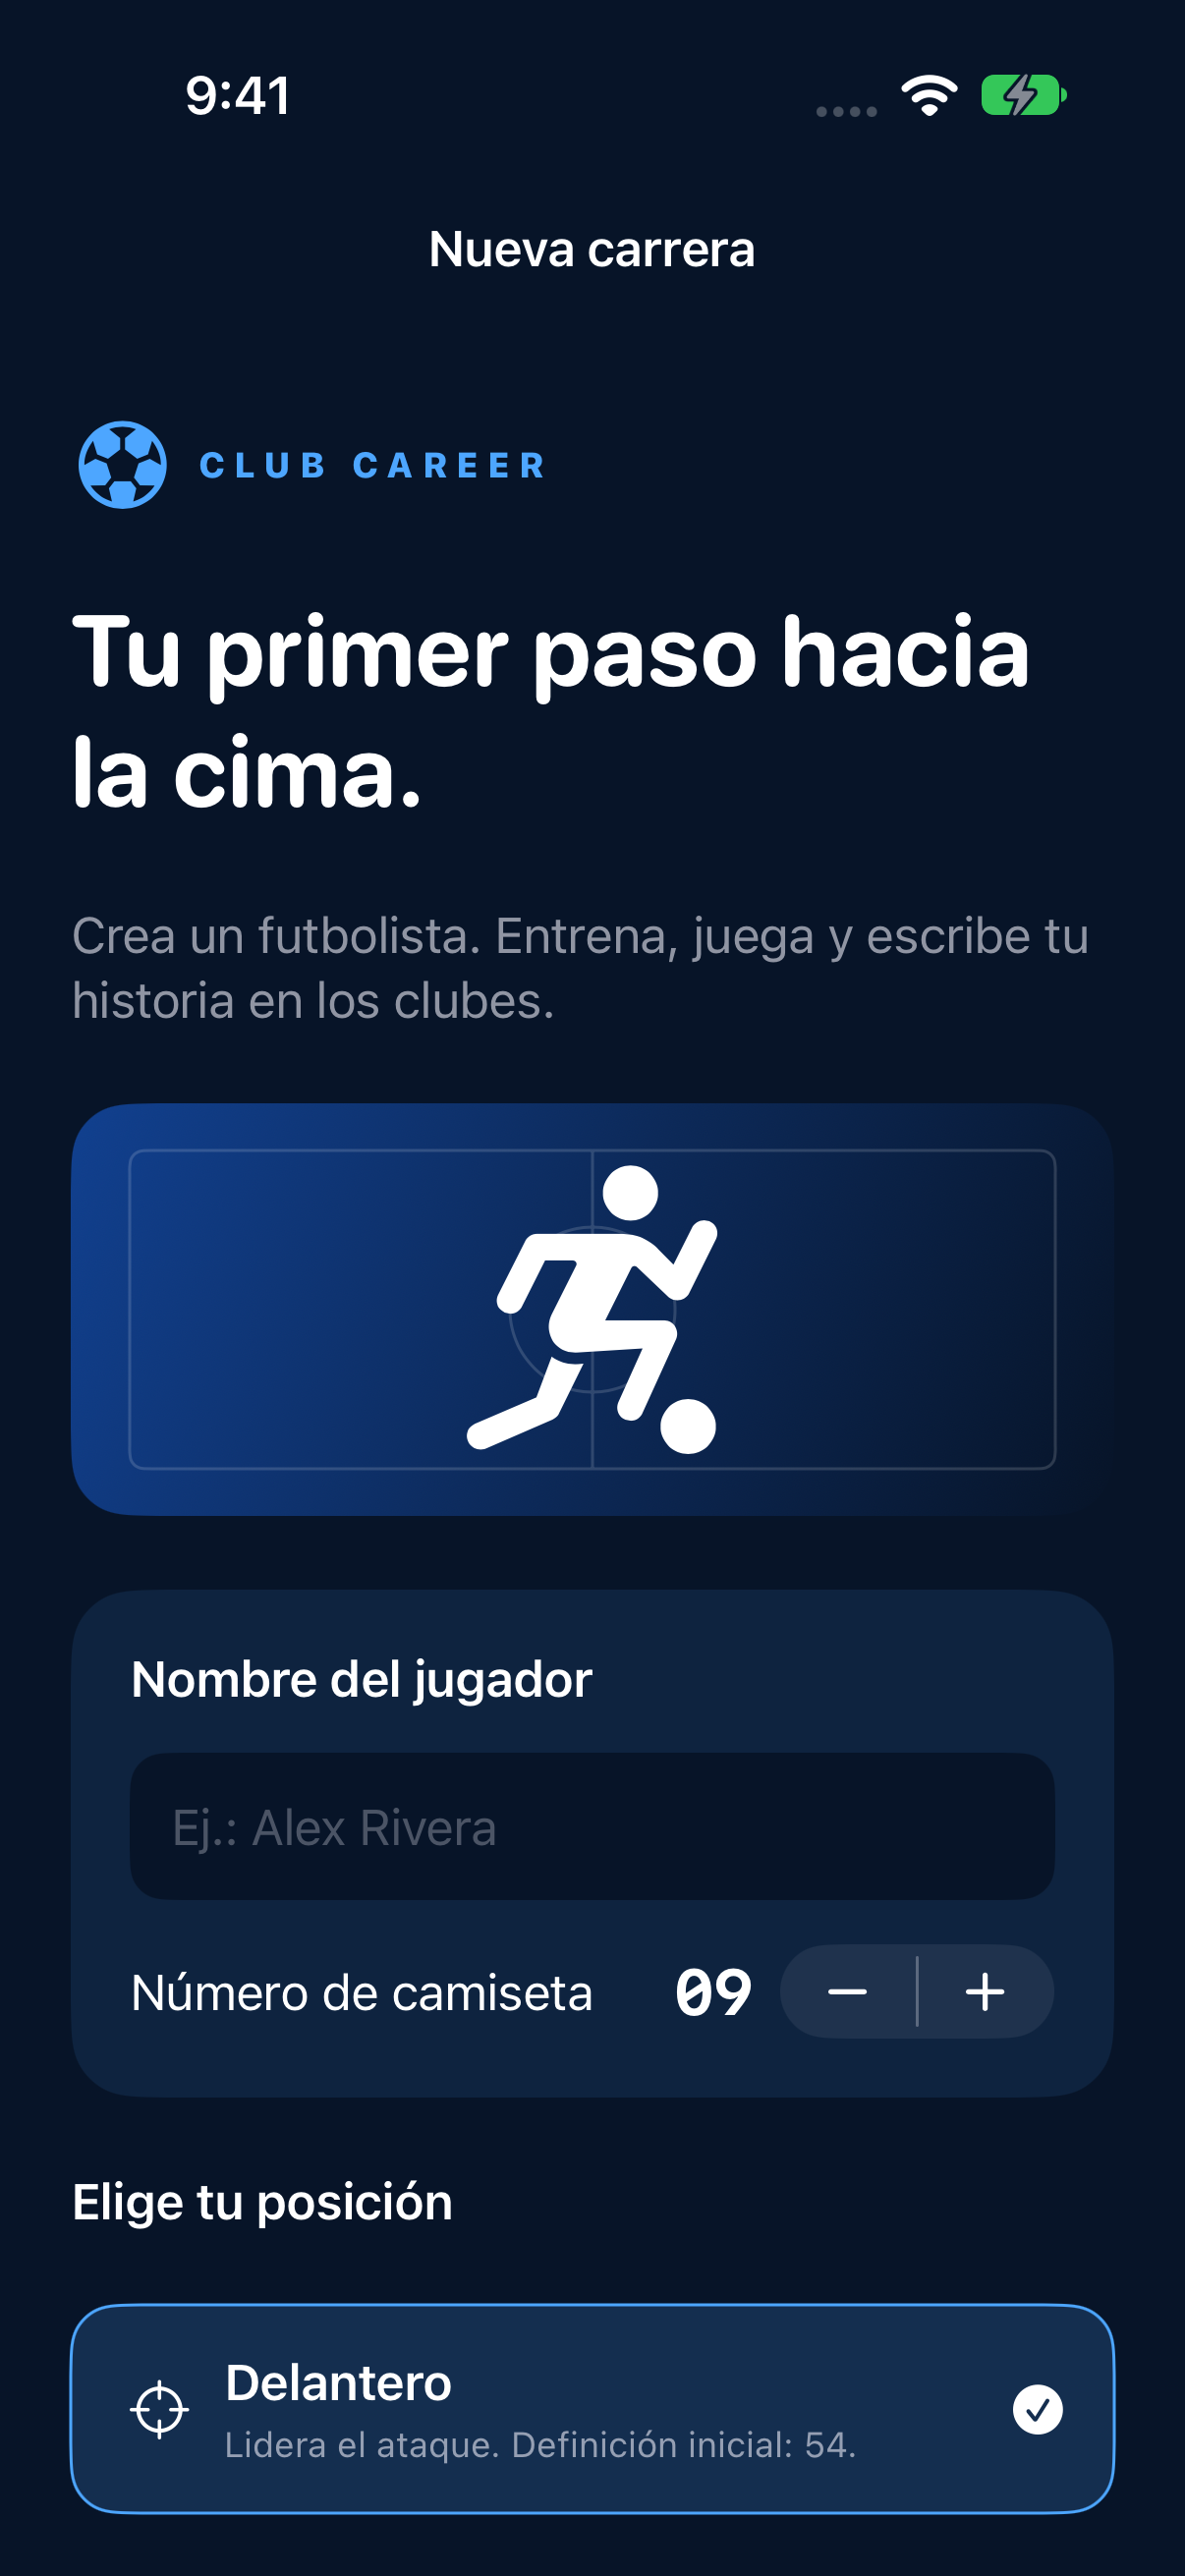 9:41
Nueva carrera
CLUB CAREER
Tu primer paso hacia
la cima.
Crea un futbolista. Entrena, juega y escribe tu
historia en los clubes.
Nombre del jugador
Ej.: Alex Rivera
Número de camiseta 09
Elige tu posición
Delantero
Lidera el ataque. Definición inicial: 54.